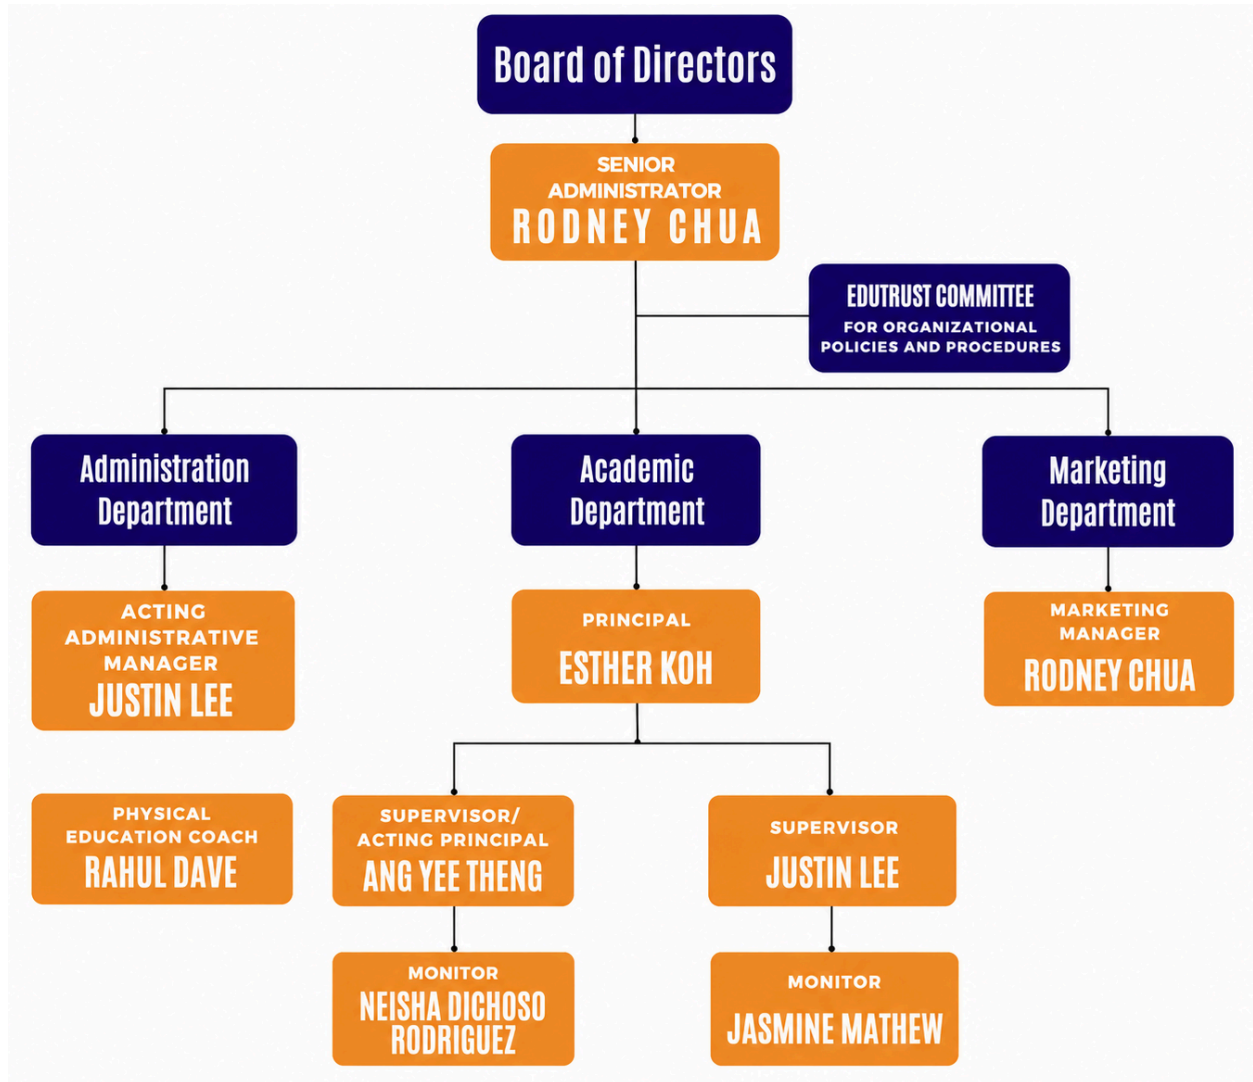 Board of Directors
SENIOR
ADMINISTRATOR
RODNEY CHUA
EDUTRUST COMMITTEE
FOR ORGANIZATIONAL
POLICIES AND PROCEDURES
Administration
Department
Academic
Department
Marketing
Department
ACTING
ADMINISTRATIVE
MANAGER
JUSTIN LEE
PRINCIPAL
ESTHER KOH
MARKETING
MANAGER
RODNEY CHUA
PHYSICAL
EDUCATION COACH
RAHUL DAVE
SUPERVISOR/
ACTING PRINCIPAL
ANG YEE THENG
SUPERVISOR
JUSTIN LEE
MONITOR
NEISHA DICHOSO
RODRIGUEZ
MONITOR
JASMINE MATHEW